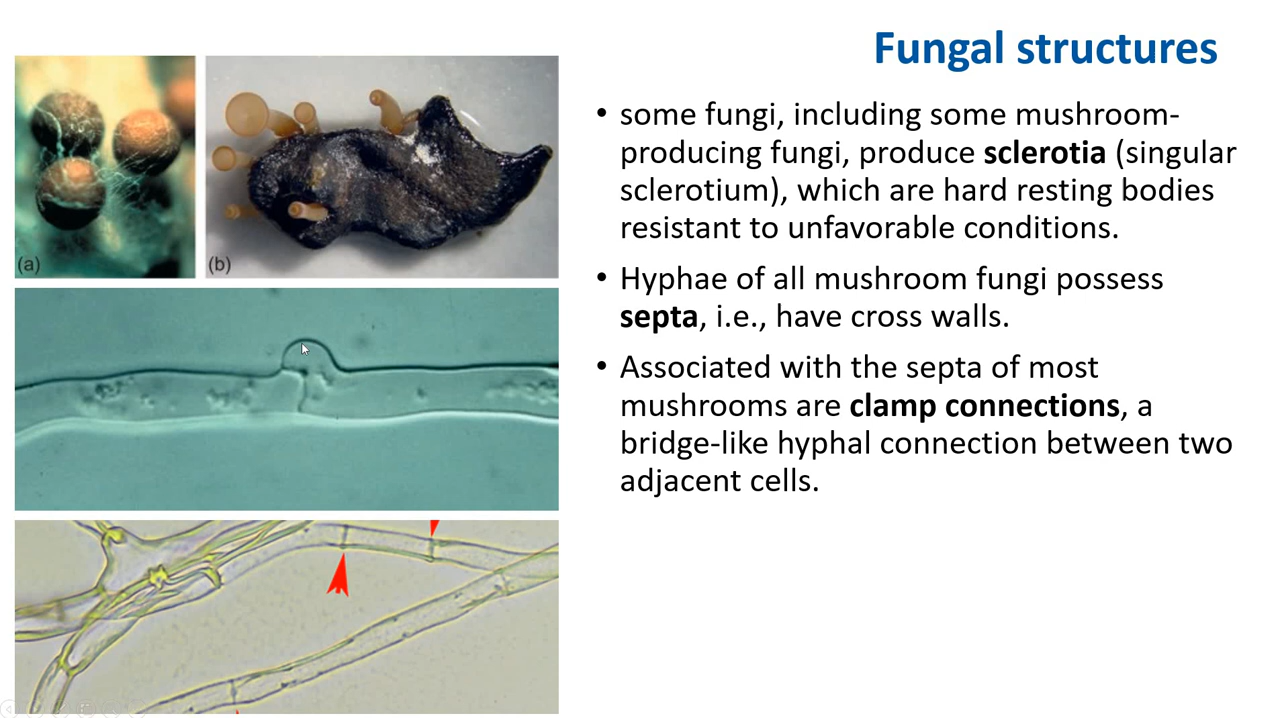 Fungal structures
(a)
(b)
• some fungi, including some mushroom-
producing fungi, produce sclerotia (singular
sclerotium), which are hard resting bodies
resistant to unfavorable conditions.
• Hyphae of all mushroom fungi possess
septa, i.e., have cross walls.
• Associated with the septa of most
mushrooms are clamp connections, a
bridge-like hyphal connection between two
adjacent cells.